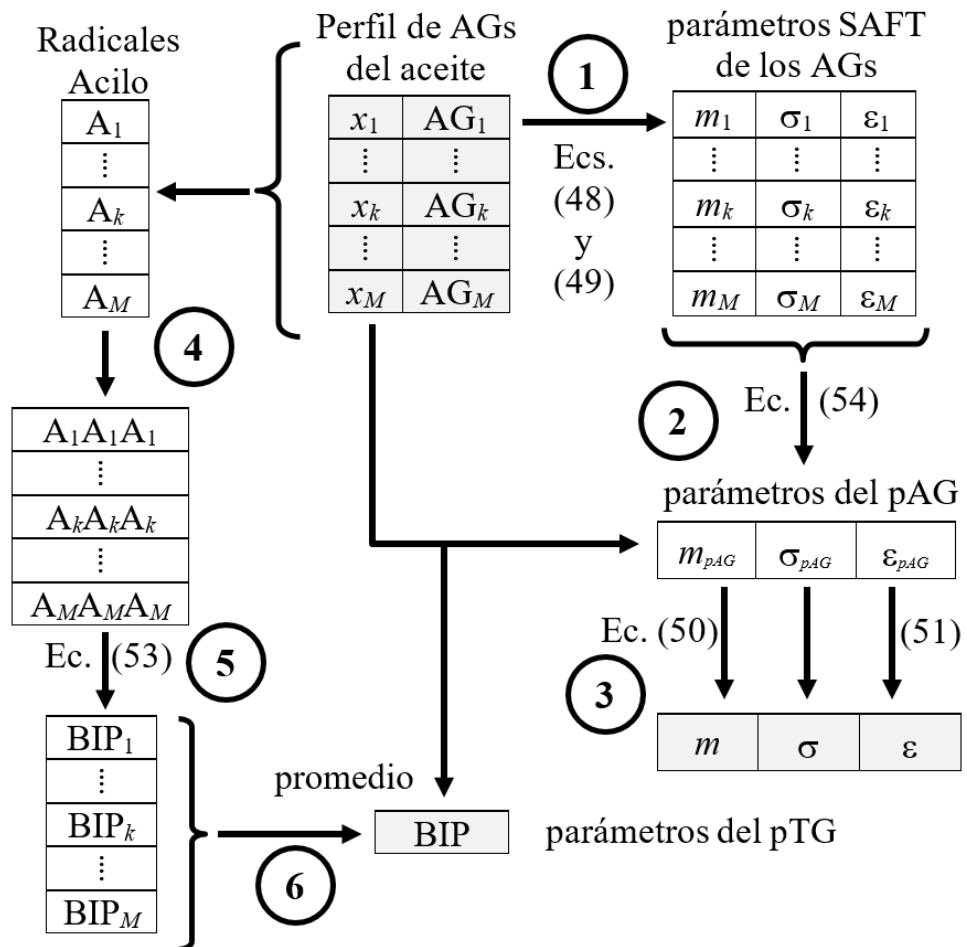 Radicales
Acilo
A1
⋮
Ak
⋮
AM
Perfil de AGs
del aceite
x1 AG1
⋮ ⋮
xk AGk
⋮ ⋮
xM AGM
1
Ecs.
(48)
y
(49)
parámetros SAFT
de los AGs
m1 σ1 ε1
⋮ ⋮ ⋮
mk σk εk
⋮ ⋮ ⋮
mM σM εM
4
2
Ec. (54)
A1A1A1
⋮
AkAkAk
⋮
AMAMAM
parámetros del pAG
mpAG σpAG εpAG
Ec. (53)
5
Ec. (50) (51)
3
m σ ε
BIP1
⋮
BIPk
⋮
BIPM
promedio
6
BIP
parámetros del pTG